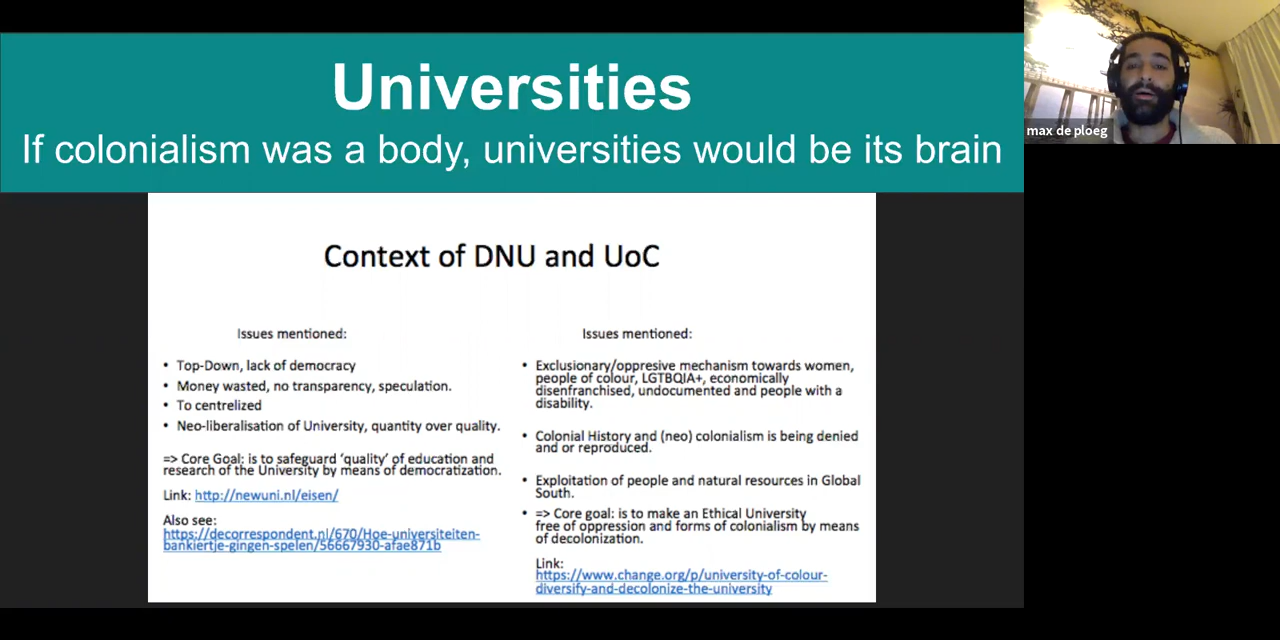 Universities
If colonialism was a body, universities would be its brain
max de ploeg
Context of DNU and UoC
Issues mentioned:
• Top-Down, lack of democracy
• Money wasted, no transparency, speculation.
• To centrelized
• Neo-liberalisation of University, quantity over quality.
=> Core Goal: is to safeguard ‘quality’ of education and
research of the University by means of democratization.
Link: http://newuni.nl/eisen/
Also see:
https://decorrespondent.nl/670/Hoe-universiteiten-
bankiertje-gingen-spelen/56667930-afae871b
Issues mentioned:
• Exclusionary/oppresive mechanism towards women,
people of colour, LGTBQIA+, economically
disenfranchised, undocumented and people with a
disability.
• Colonial History and (neo) colonialism is being denied
and or reproduced.
• Exploitation of people and natural resources in Global
South.
• => Core goal: is to make an Ethical University
free of oppression and forms of colonialism by means
of decolonization.
Link:
https://www.change.org/p/university-of-colour-
diversify-and-decolonize-the-university